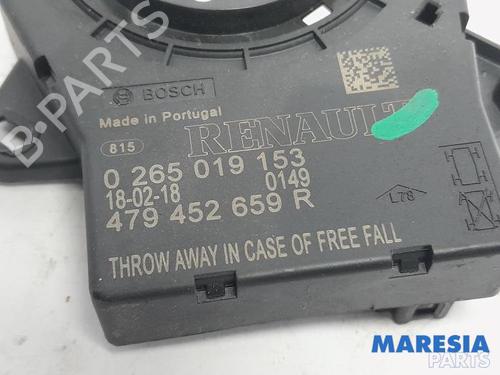 B-PARTS
BOSCH
Made in Portugal
RENAULT
815
0 265 019 153
18-02-18 0149
479 452 659 R
L78
THROW AWAY IN CASE OF FREE FALL
MARESIA
PARTS